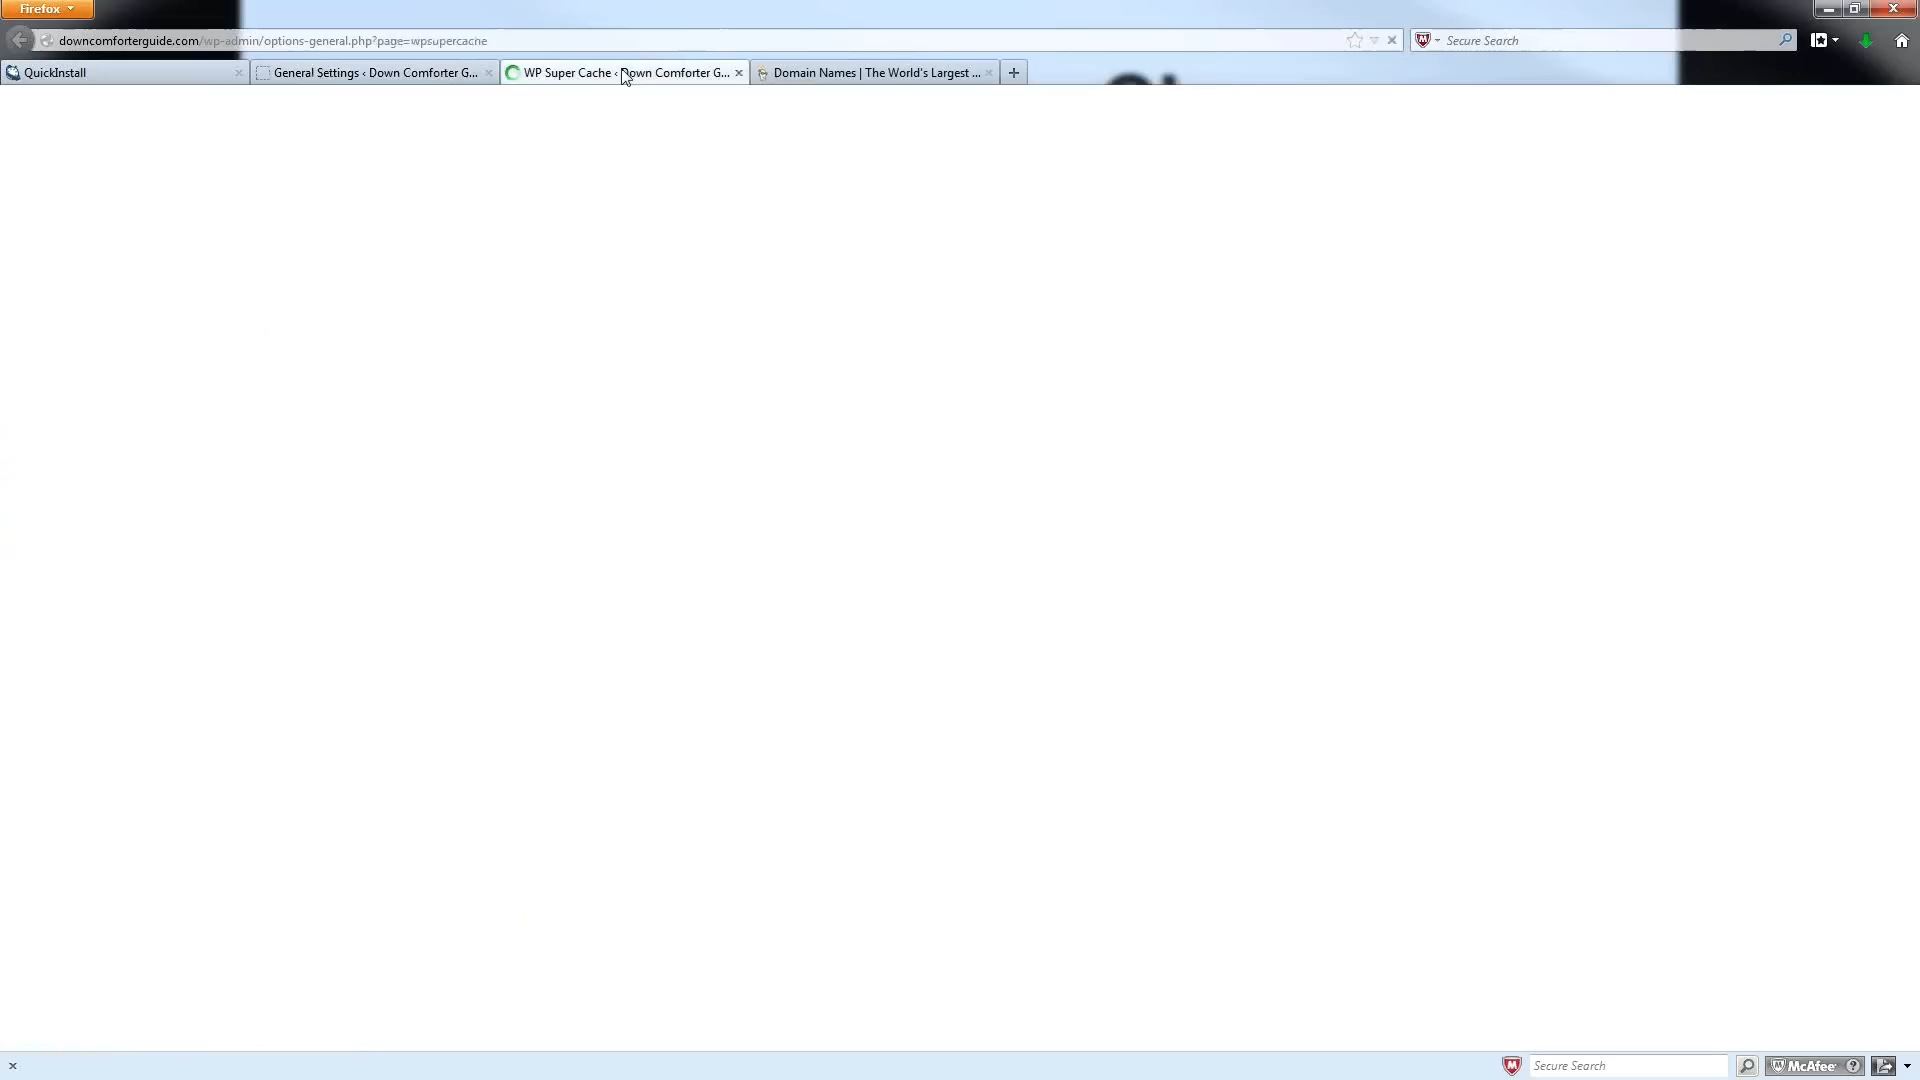 Firefox
downcomforterguide.com/wp-admin/options-general.php?page=wpsupercache
Secure Search
QuickInstall
General Settings ‹ Down Comforter G...
WP Super Cache ‹ Down Comforter G...
Domain Names | The World's Largest ...
Secure Search
McAfee